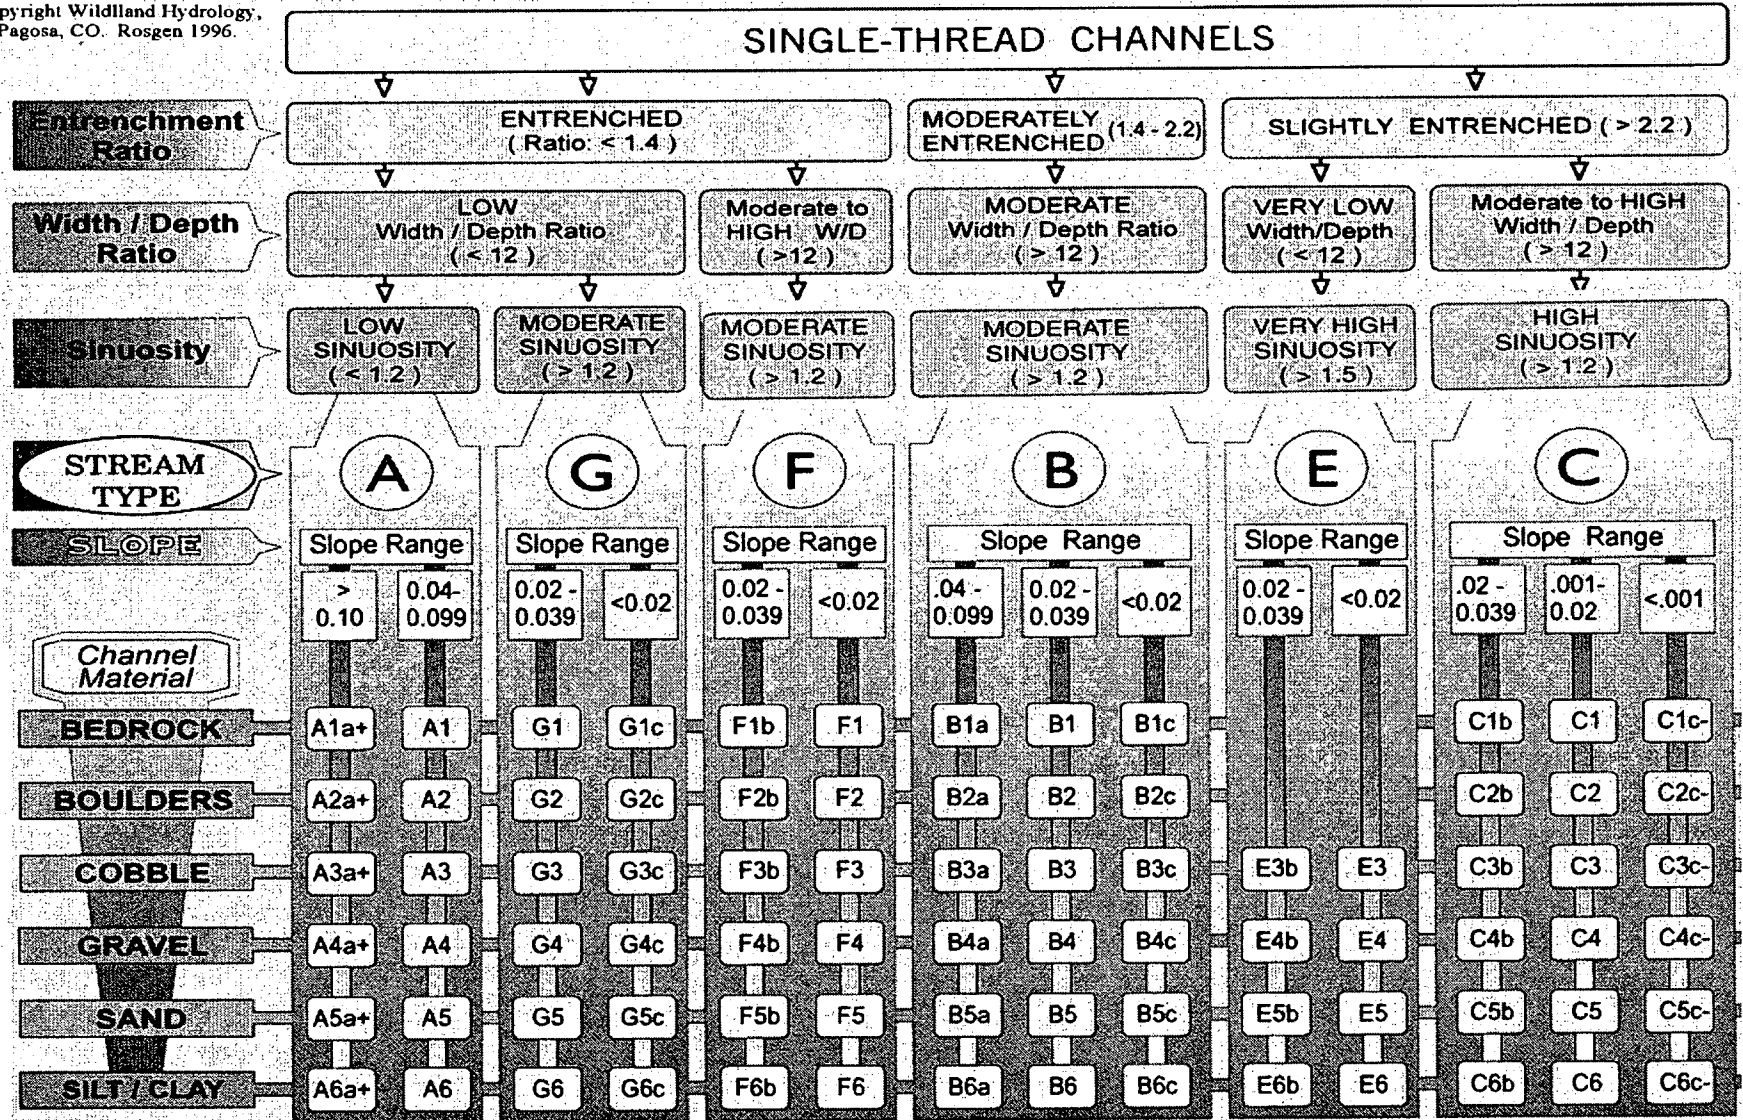 pyright Wildlland Hydrology,
Pagosa, CO. Rosgen 1996.
SINGLE-THREAD CHANNELS
Entrenchment
Ratio
ENTRENCHED
( Ratio: < 1.4 )
MODERATELY
ENTRENCHED
(1.4 - 2.2)
SLIGHTLY ENTRENCHED ( > 2.2 )
Width / Depth
Ratio
LOW
Width / Depth Ratio
( < 12 )
Moderate to
HIGH W/D
( >12 )
MODERATE
Width / Depth Ratio
( > 12 )
VERY LOW
Width/Depth
( < 12 )
Moderate to HIGH
Width / Depth
( > 12 )
Sinuosity
LOW
SINUOSITY
( < 1.2 )
MODERATE
SINUOSITY
( > 1.2 )
MODERATE
SINUOSITY
( > 1.2 )
MODERATE
SINUOSITY
( > 1.2 )
VERY HIGH
SINUOSITY
( > 1.5 )
HIGH
SINUOSITY
( > 1.2 )
STREAM
TYPE
A G F B E C
SLOPE
Slope Range Slope Range Slope Range Slope Range Slope Range Slope Range
>
0.10
0.04-
0.099
0.02 -
0.039
<0.02
0.02 -
0.039
<0.02
.04 -
0.099
0.02 -
0.039
<0.02
0.02 -
0.039
<0.02
.02 -
0.039
.001-
0.02
<.001
Channel
Material
BEDROCK A1a+ A1 G1 G1c F1b F1 B1a B1 B1c C1b C1 C1c-
BOULDERS A2a+ A2 G2 G2c F2b F2 B2a B2 B2c C2b C2 C2c-
COBBLE A3a+ A3 G3 G3c F3b F3 B3a B3 B3c E3b E3 C3b C3 C3c-
GRAVEL A4a+ A4 G4 G4c F4b F4 B4a B4 B4c E4b E4 C4b C4 C4c-
SAND A5a+ A5 G5 G5c F5b F5 B5a B5 B5c E5b E5 C5b C5 C5c-
SILT / CLAY A6a+ A6 G6 G6c F6b F6 B6a B6 B6c E6b E6 C6b C6 C6c-